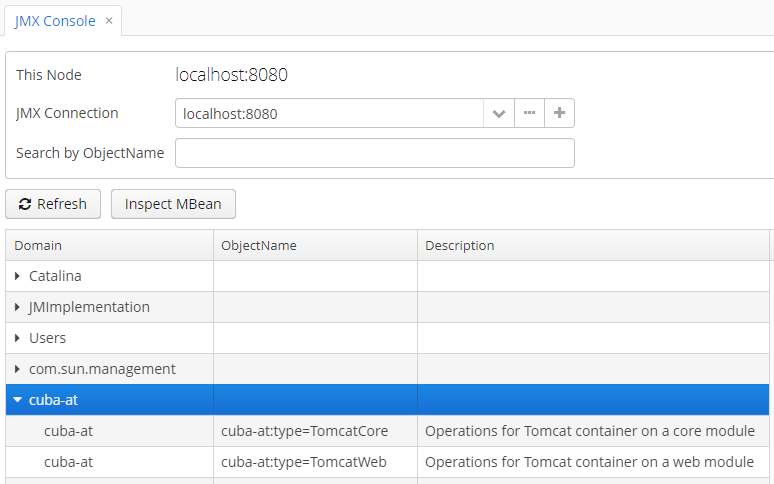 JMX Console ×
This Node localhost:8080
JMX Connection localhost:8080
Search by ObjectName
Refresh Inspect MBean
Domain ObjectName Description
Catalina
JMImplementation
Users
com.sun.management
cuba-at
cuba-at cuba-at:type=TomcatCore Operations for Tomcat container on a core module
cuba-at cuba-at:type=TomcatWeb Operations for Tomcat container on a web module